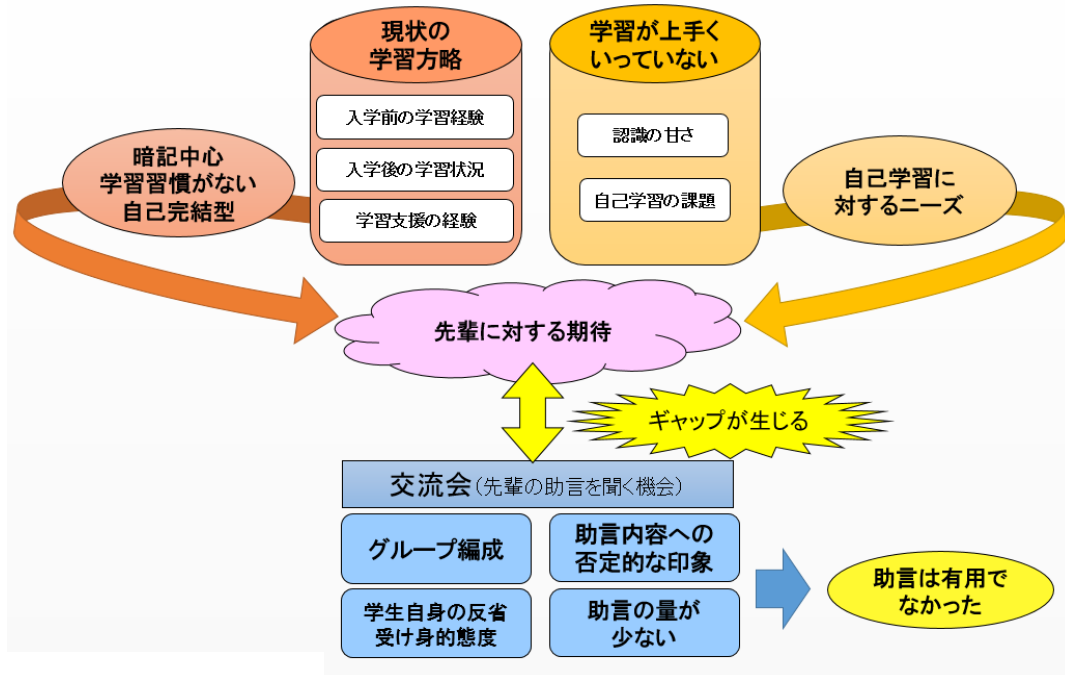 現状の
学習方略
入学前の学習経験
入学後の学習状況
学習支援の経験
学習が上手く
いっていない
認識の甘さ
自己学習の課題
暗記中心
学習習慣がない
自己完結型
自己学習に
対するニーズ
先輩に対する期待
ギャップが生じる
交流会(先輩の助言を聞く機会)
グループ編成
助言内容への
否定的な印象
学生自身の反省
受け身的態度
助言の量が
少ない
助言は有用で
なかった